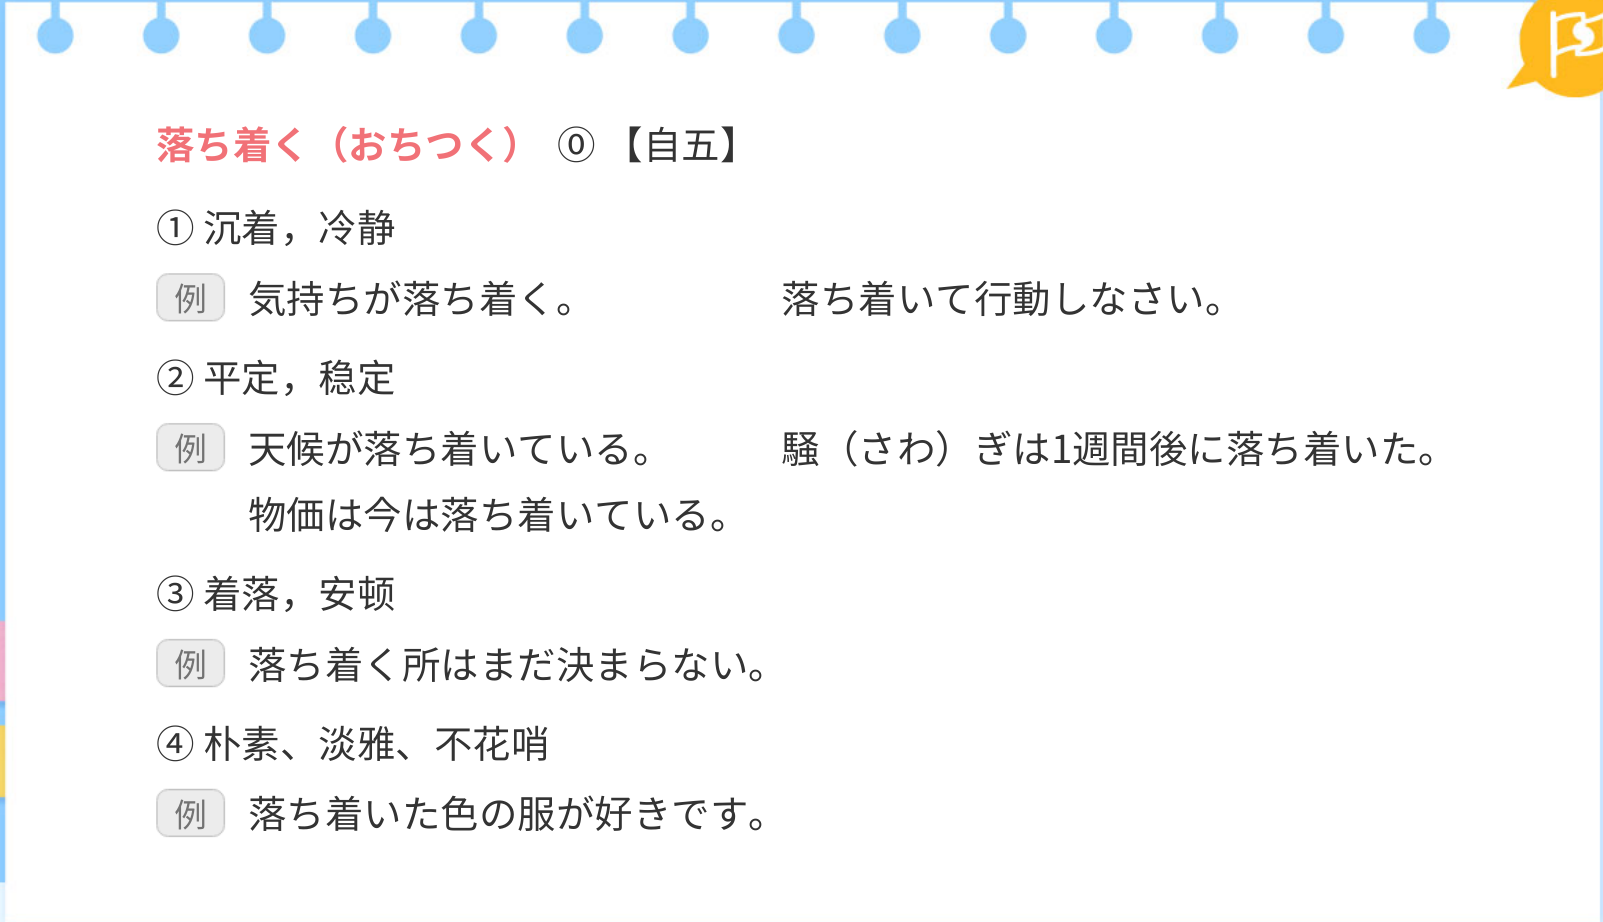 落ち着く（おちつく） ⓪ 【自五】
① 沉着，冷静
例 気持ちが落ち着く。 落ち着いて行動しなさい。
② 平定，稳定
例 天候が落ち着いている。 騒（さわ）ぎは1週間後に落ち着いた。
物価は今は落ち着いている。
③ 着落，安顿
例 落ち着く所はまだ決まらない。
④ 朴素、淡雅、不花哨
例 落ち着いた色の服が好きです。